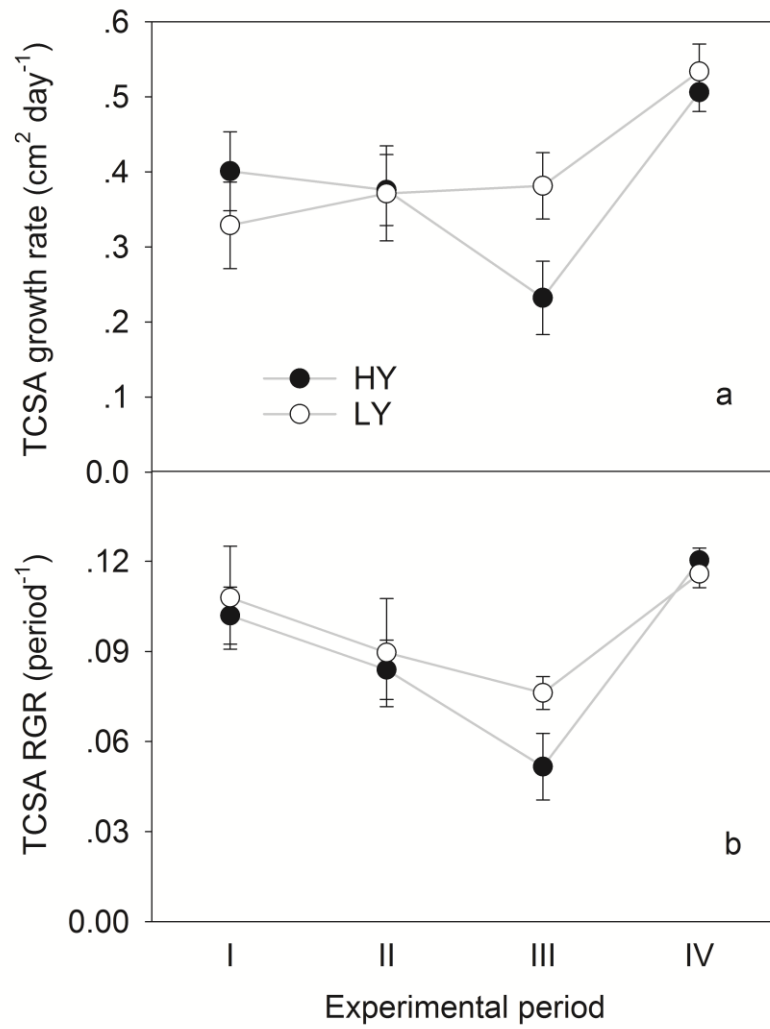 TCSA growth rate (cm² day⁻¹)
.6
.5
.4
.3
.2
.1
0.0
HY
LY
a
TCSA RGR (period⁻¹)
.12
.09
.06
.03
0.00
b
I II III IV
Experimental period